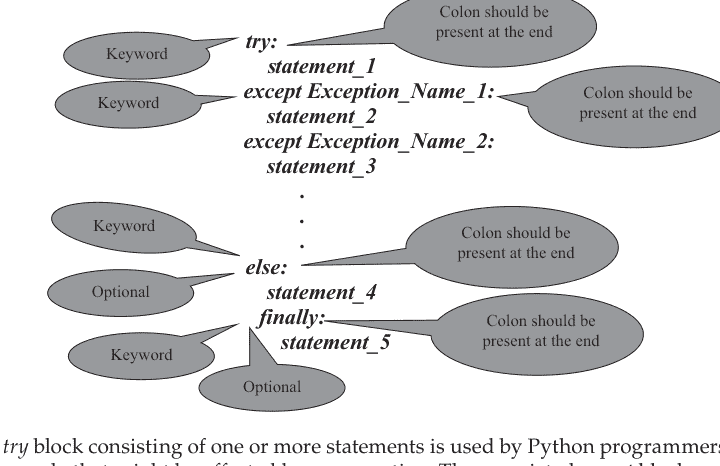 Colon should be
present at the end
Keyword
try:
statement_1
Keyword
except Exception_Name_1:
Colon should be
present at the end
statement_2
except Exception_Name_2:
statement_3
.
.
.
Keyword
Colon should be
present at the end
else:
Optional
statement_4
finally:
Colon should be
present at the end
Keyword
statement_5
Optional
try block consisting of one or more statements is used by Python programmers